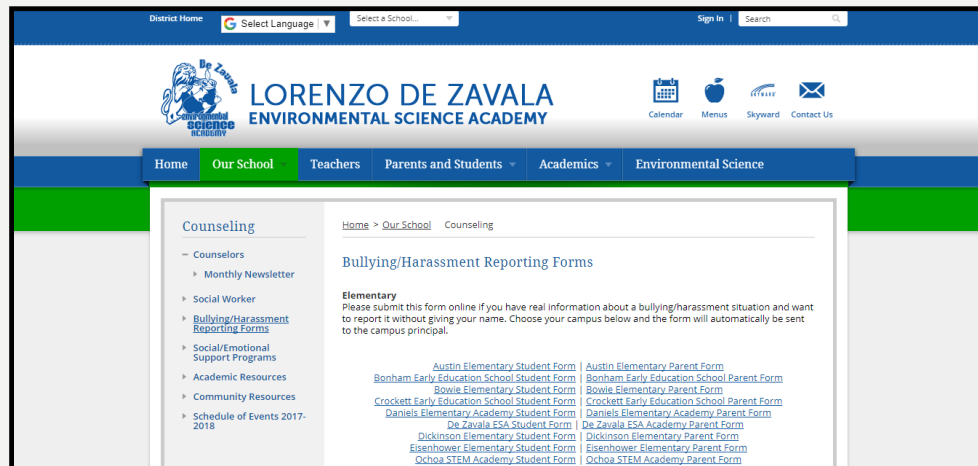 District Home
Select Language ▼
Select a School...
Sign In |
Search
De Zavala
environmental
science
ACADEMY
LORENZO DE ZAVALA
ENVIRONMENTAL SCIENCE ACADEMY
SKYWARD
Calendar
Menus
Skyward
Contact Us
Home
Our School
Teachers
Parents and Students
Academics
Environmental Science
Counseling
Counselors
Monthly Newsletter
Social Worker
Bullying/Harassment
Reporting Forms
Social/Emotional
Support Programs
Academic Resources
Community Resources
Schedule of Events 2017-
2018
Home > Our School Counseling
Bullying/Harassment Reporting Forms
Elementary
Please submit this form online if you have real information about a bullying/harassment situation and want
to report it without giving your name. Choose your campus below and the form will automatically be sent
to the campus principal.
Austin Elementary Student Form | Austin Elementary Parent Form
Bonham Early Education School Student Form | Bonham Early Education School Parent Form
Bowie Elementary Student Form | Bowie Elementary Parent Form
Crockett Early Education School Student Form | Crockett Early Education School Parent Form
Daniels Elementary Academy Student Form | Daniels Elementary Academy Parent Form
De Zavala ESA Student Form | De Zavala ESA Academy Parent Form
Dickinson Elementary Student Form | Dickinson Elementary Parent Form
Eisenhower Elementary Student Form | Eisenhower Elementary Parent Form
Ochoa STEM Academy Student Form | Ochoa STEM Academy Parent Form